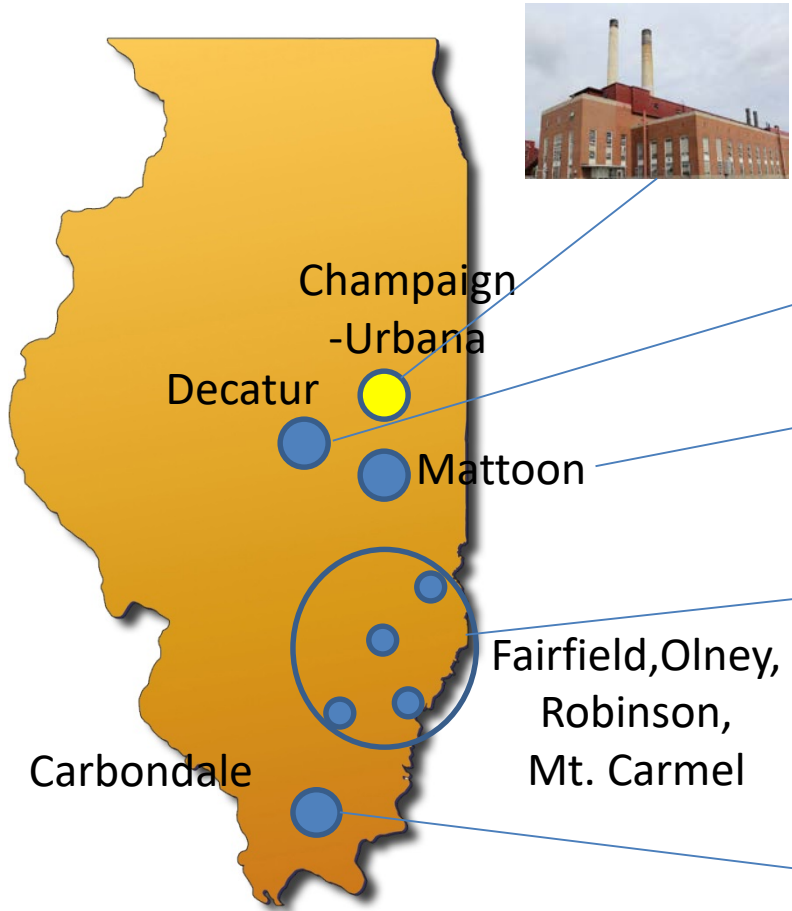 Champaign
-Urbana
Decatur
Mattoon
Fairfield,Olney,
Robinson,
Mt. Carmel
Carbondale